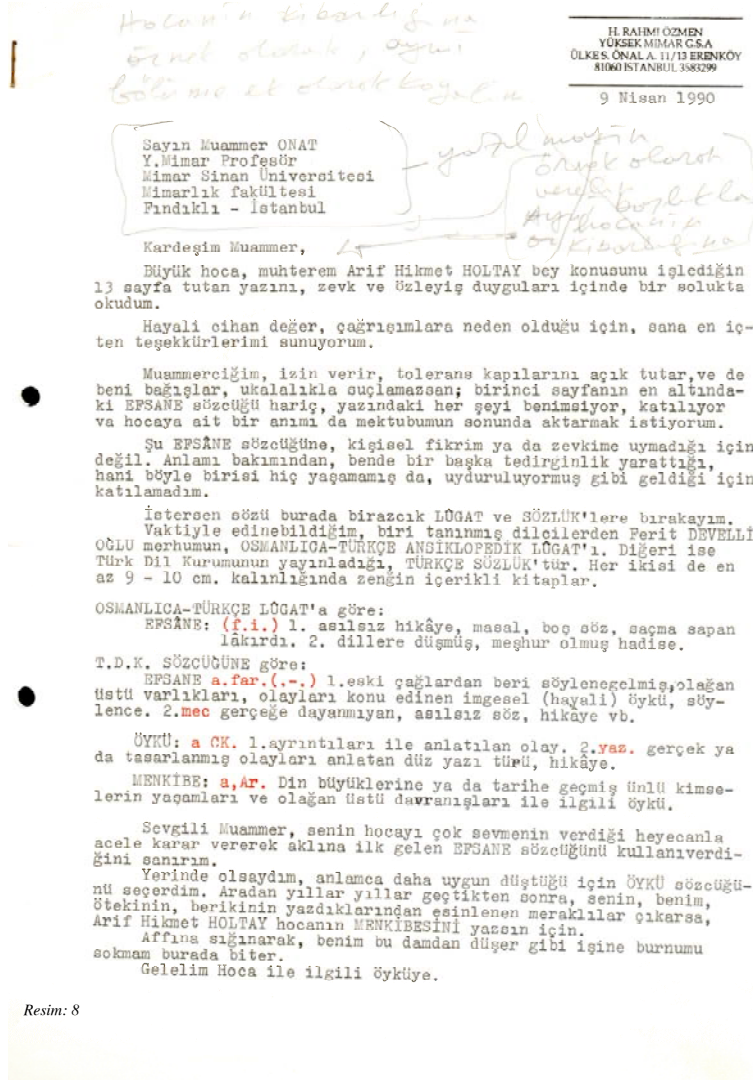 Hocanın kibarlığına
örnek olarak, aynı
bölüme ek olarak koyalım
H. RAHMİ ÖZMEN
YÜKSEK MİMAR G.S.A
ÜLKE S. ÖNAL A. 11/13 ERENKÖY
81060 İSTANBUL 3583299
9 Nisan 1990
Sayın Muammer ONAT
Y.Mimar Profesör
Mimar Sinan Üniversitesi
Mimarlık fakültesi
Fındıklı - İstanbul
yazılmasın
örnek olarak
hocanın
kibarlığına
Kardeşim Muammer,
Büyük hoca, muhterem Arif Hikmet HOLTAY bey konusunu işlediğin
13 sayfa tutan yazını, zevk ve özleyiş duyguları içinde bir solukta
okudum.
Hayali cihan değer, çağrışımlara neden olduğu için, sana en iç-
ten teşekkürlerimi sunuyorum.
Muammerciğim, izin verir, tolerans kapılarını açık tutar,ve de
beni bağışlar, ukalalıkla suçlamazsan; birinci sayfanın en altında-
ki EFSANE sözcüğü hariç, yazındaki her şeyi benimsiyor, katılıyor
va hocaya ait bir anımı da mektubumun sonunda aktarmak istiyorum.
Şu EFSÂNE sözcüğüne, kişisel fikrim ya da zevkime uymadığı için
değil. Anlamı bakımından, bende bir başka tedirginlik yarattığı,
hani böyle birisi hiç yaşamamış da, uyduruluyormuş gibi geldiği için
katılamadım.
İstersen sözü burada birazcık LÛGAT ve SÖZLÜK'lere bırakayım.
Vaktiyle edinebildiğim, biri tanınmış dilcilerden Ferit DEVELLİ
OĞLU merhumun, OSMANLICA-TÜRKÇE ANSİKLOPEDİK LÛGAT'ı. Diğeri ise
Türk Dil Kurumunun yayınladığı, TÜRKÇE SÖZLÜK'tür. Her ikisi de en
az 9 - 10 cm. kalınlığında zengin içerikli kitaplar.
OSMANLICA-TÜRKÇE LÛGAT'a göre:
EFSÂNE: (f.i.) 1. asılsız hikâye, masal, boş söz, saçma sapan
lâkırdı. 2. dillere düşmüş, meşhur olmuş hadise.
T.D.K. SÖZCÜĞÜNE göre:
EFSANE a.far.(.-.) 1.eski çağlardan beri söylenegelmiş,olağan
üstü varlıkları, olayları konu edinen imgesel (hayali) öykü, söy-
lence. 2.mec gerçeğe dayanmıyan, asılsız söz, hikâye vb.
ÖYKÜ: a CK. 1.ayrıntıları ile anlatılan olay. 2.yaz. gerçek ya
da tasarlanmış olayları anlatan düz yazı türü, hikâye.
MENKİBE: a,Ar. Din büyüklerine ya da tarihe geçmiş ünlü kimse-
lerin yaşamları ve olağan üstü davranışları ile ilgili öykü.
Sevgili Muammer, senin hocayı çok sevmenin verdiği heyecanla
acele karar vererek aklına ilk gelen EFSANE sözcüğünü kullanıverdi-
ğini sanırım.
Yerinde olsaydım, anlamca daha uygun düştüğü için ÖYKÜ sözcüğü-
nü seçerdim. Aradan yıllar yıllar geçtikten sonra, senin, benim,
ötekinin, berikinin yazdıklarından esinlenen meraklılar çıkarsa,
Arif Hikmet HOLTAY hocanın MENKİBESİNİ yazsın için.
Affına sığınarak, benim bu damdan düşer gibi işine burnumu
sokmam burada biter.
Gelelim Hoca ile ilgili öyküye.
Resim: 8